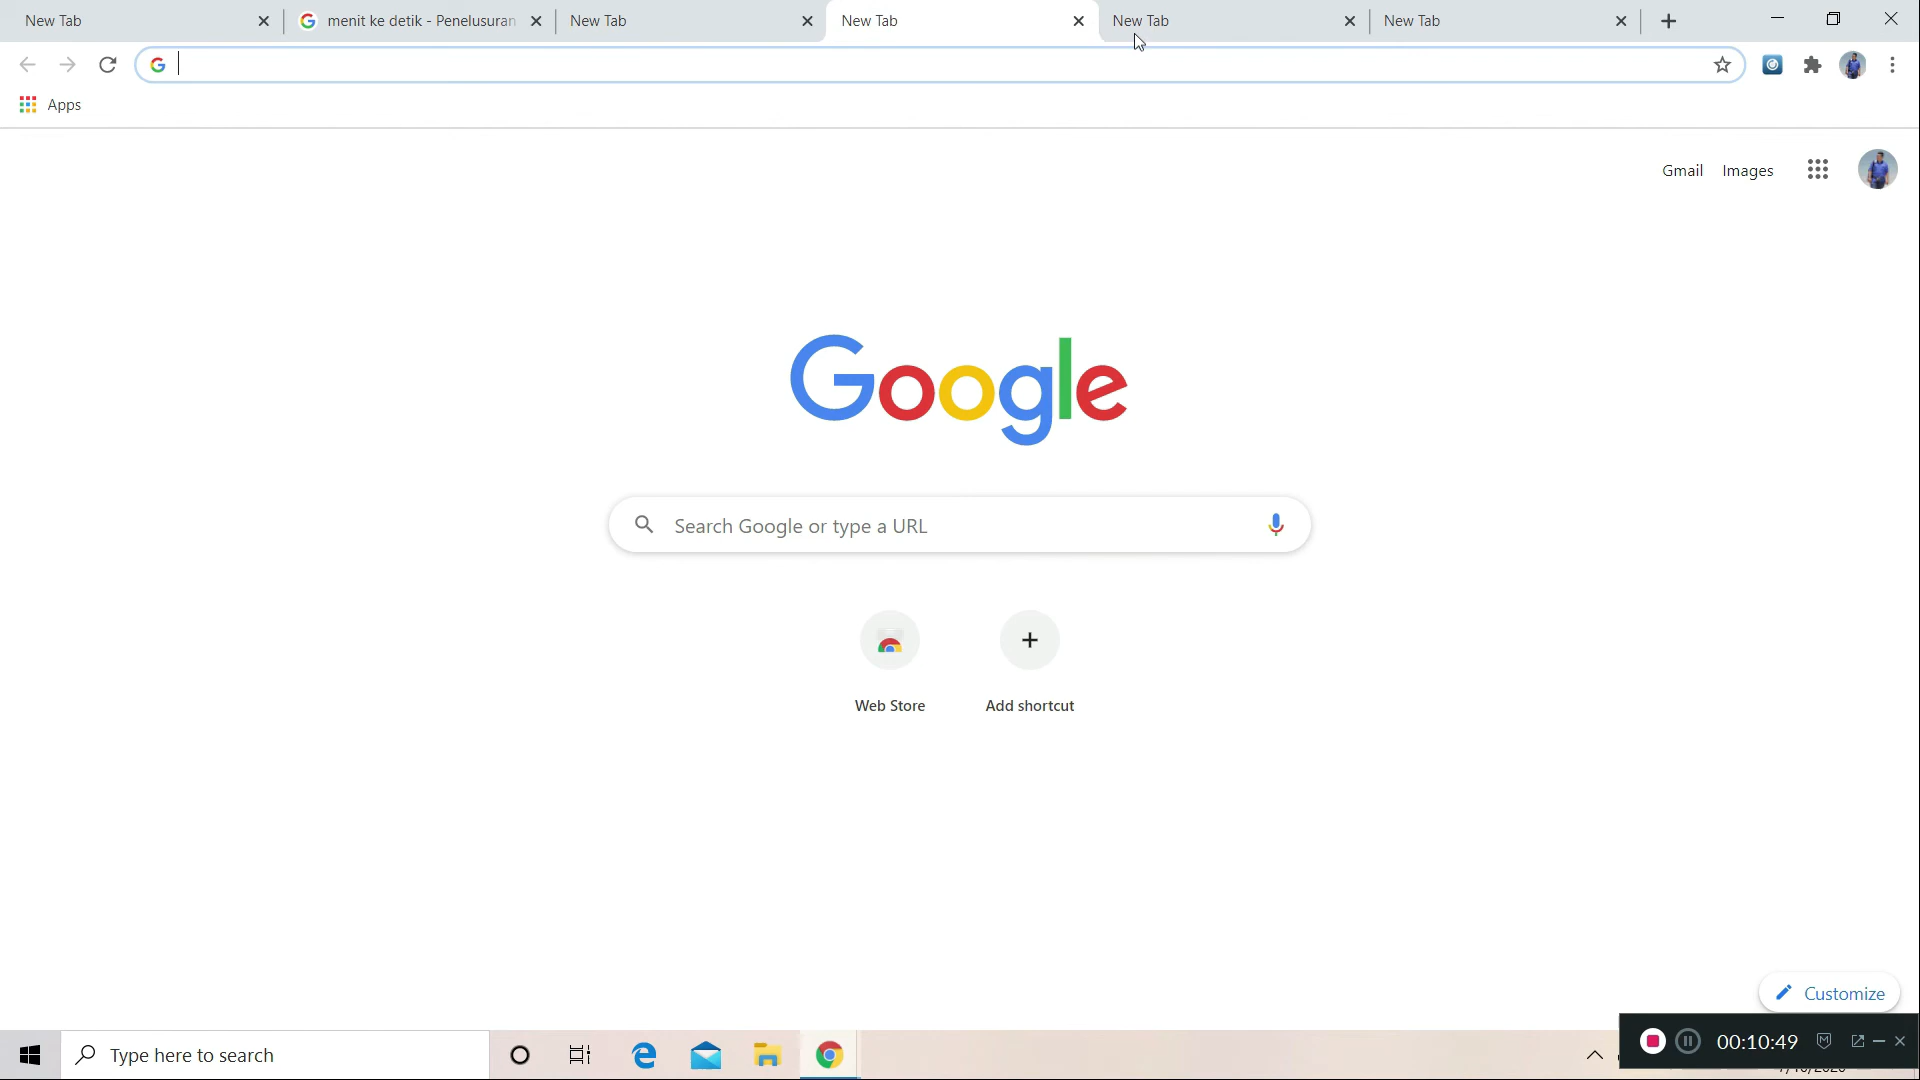 New Tab
menit ke detik - Penelusuran
New Tab
New Tab
New Tab
New Tab
Apps
Gmail Images
Google
Search Google or type a URL
Web Store
Add shortcut
Customize
Type here to search
00:10:49